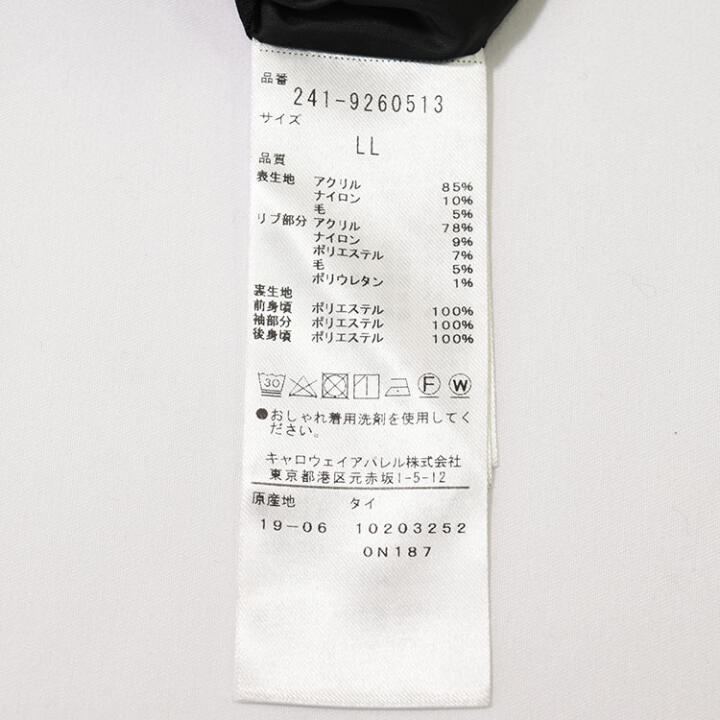 品番
241-9260513
サイズ
LL
品質
表生地 アクリル 85%
ナイロン 10%
毛 5%
リブ部分 アクリル 78%
ナイロン 9%
ポリエステル 7%
毛 5%
ポリウレタン 1%
裏生地
前身頃 ポリエステル 100%
袖部分 ポリエステル 100%
後身頃 ポリエステル 100%
30 F W
●おしゃれ着用洗剤を使用してく
ださい。
キャロウェイアパレル株式会社
東京都港区元赤坂1-5-12
原産地 タイ
19-06 10203252
0N187